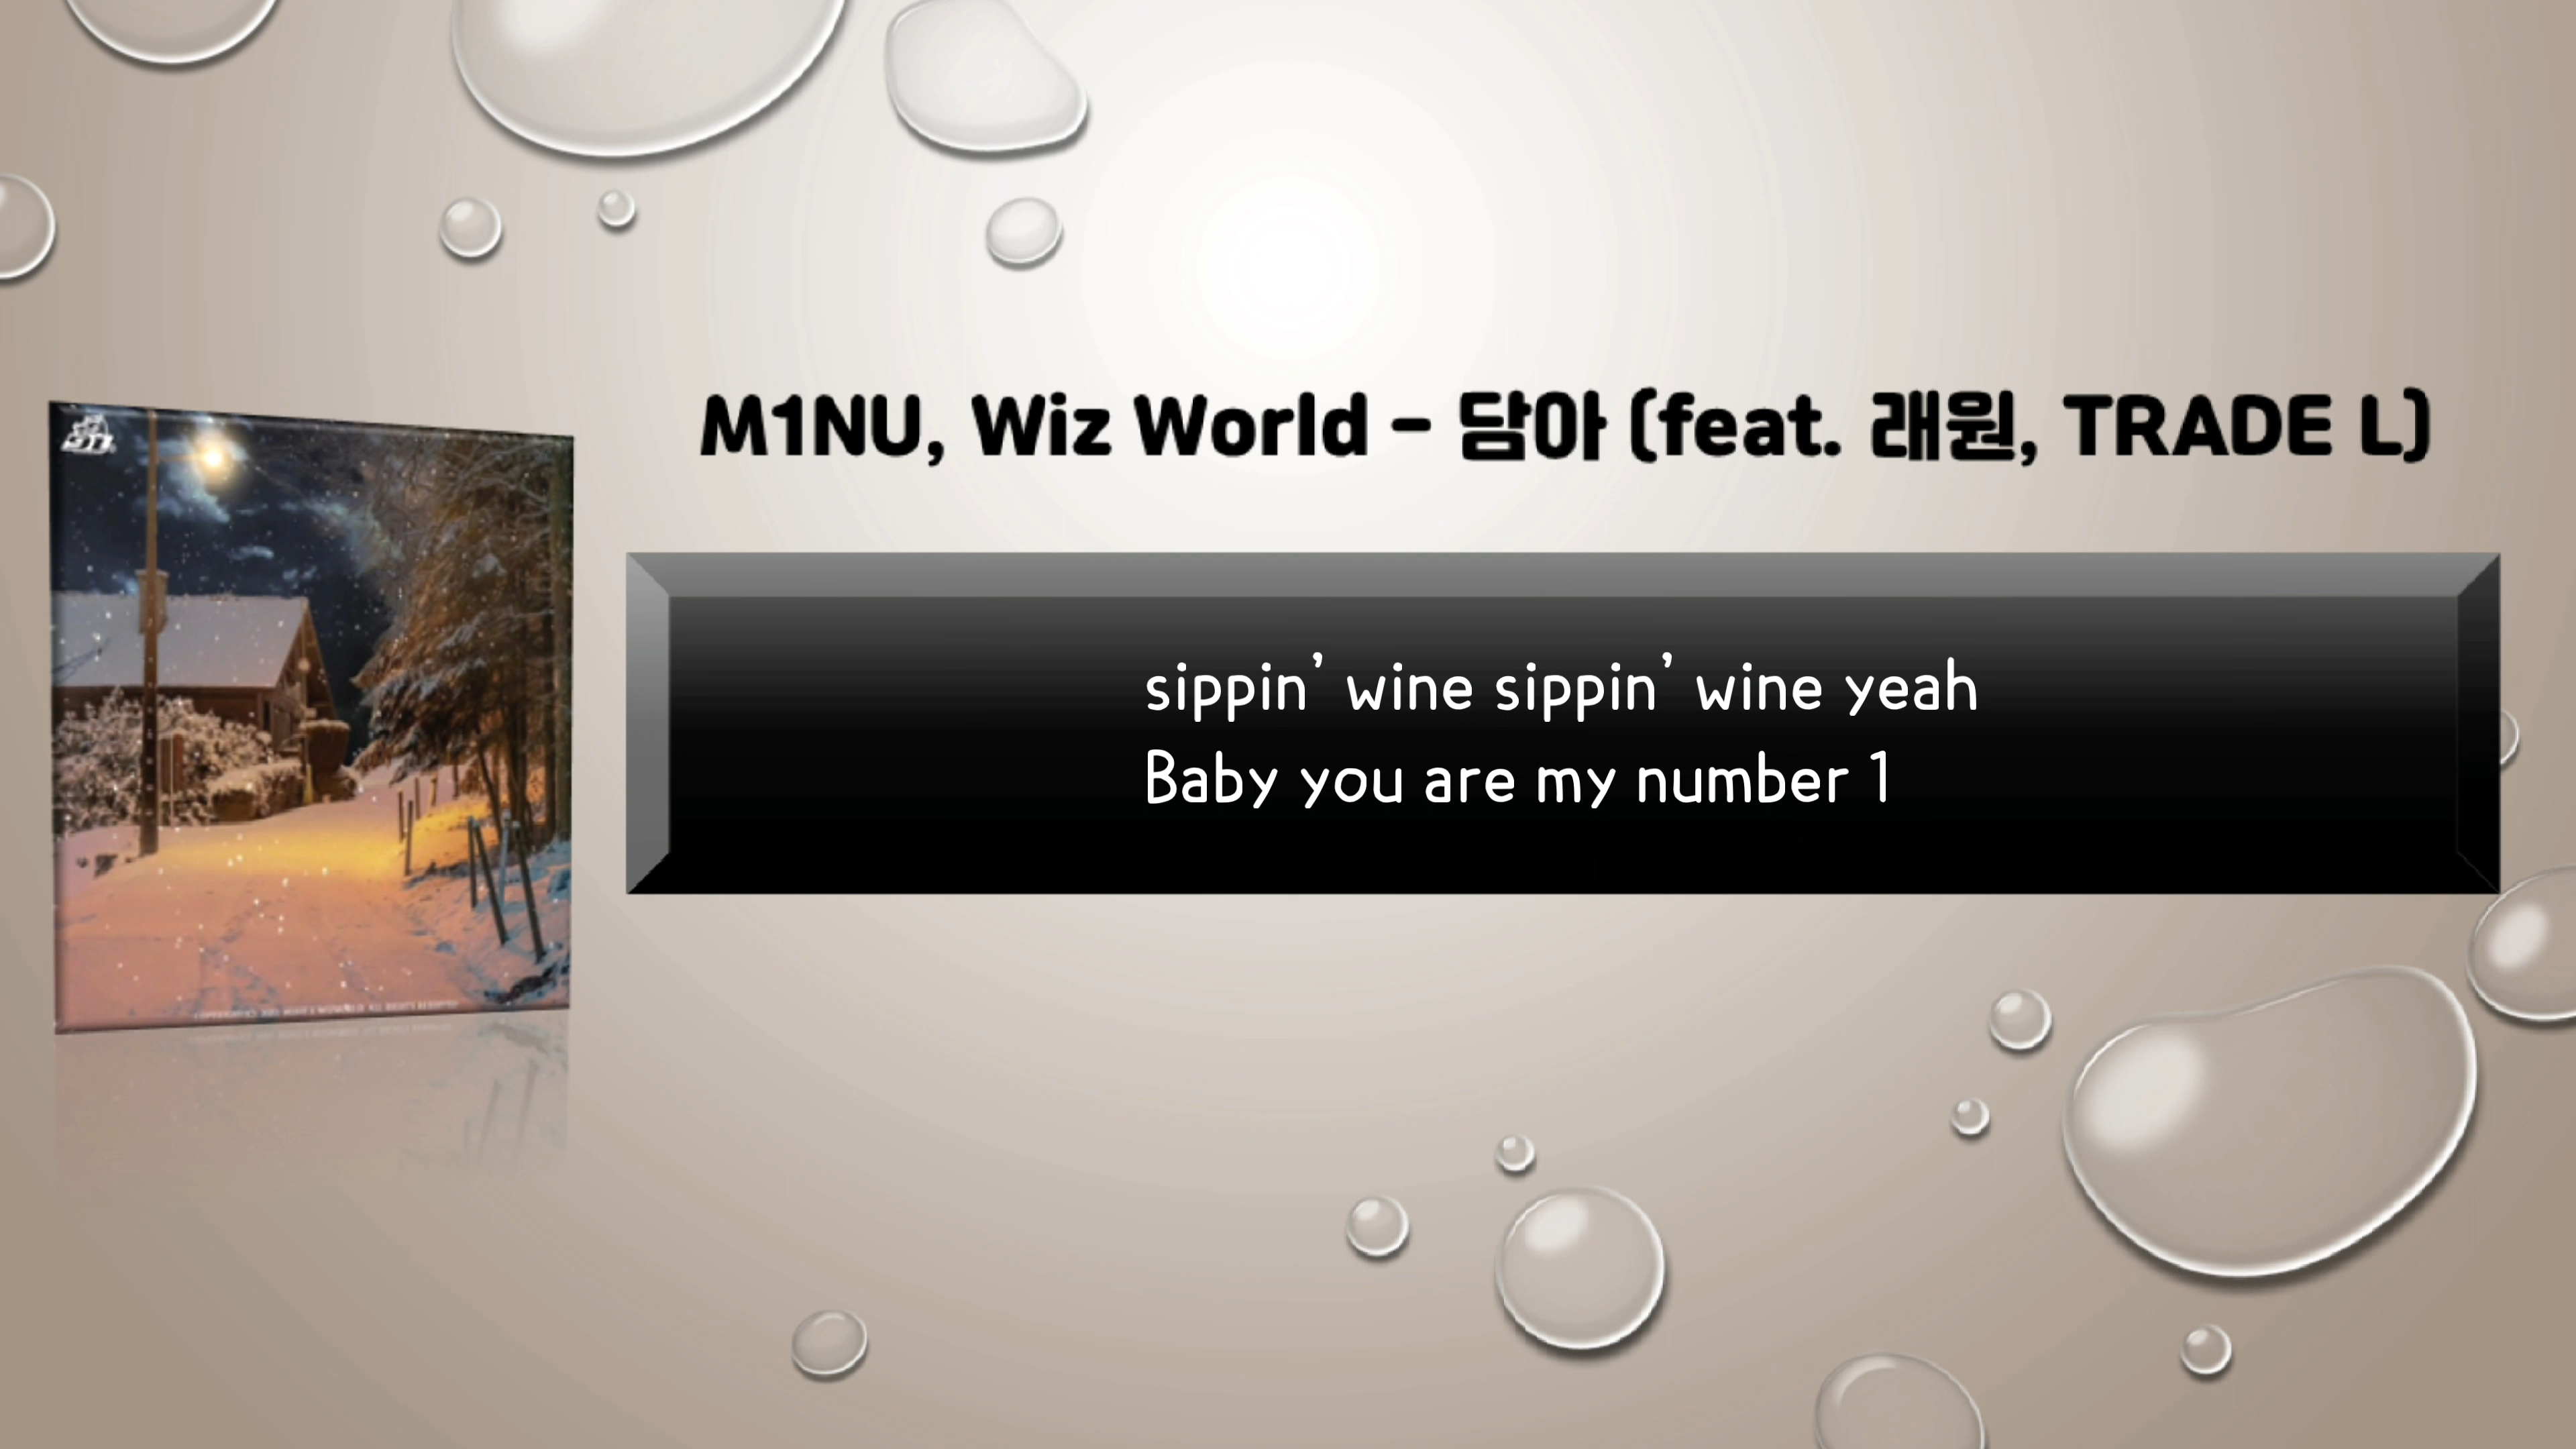 M1NU, Wiz World - 담아 (feat. 래원, TRADE L)
sippin' wine sippin' wine yeah
Baby you are my number 1